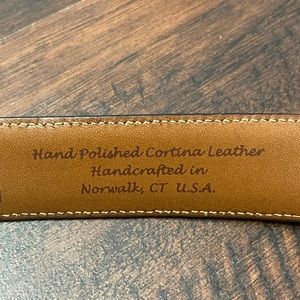 Hand Polished Cortina Leather
Handcrafted in
Norwalk, CT U.S.A.